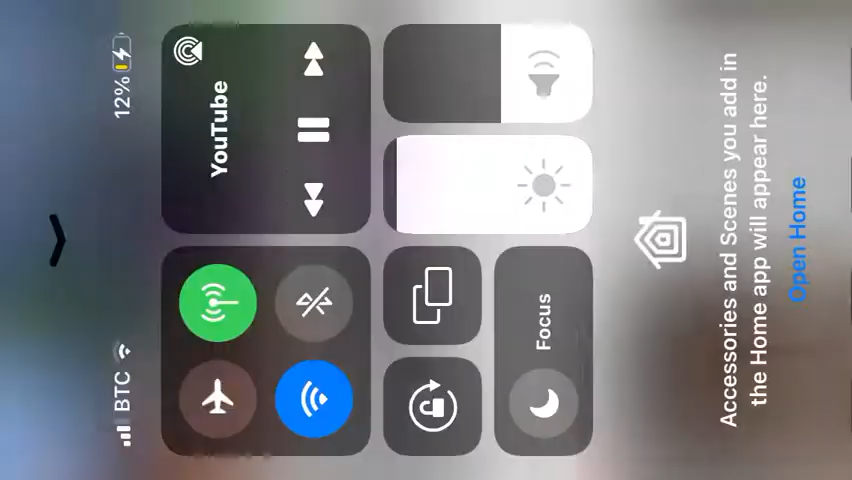 BTC
12%
YouTube
Focus
Accessories and Scenes you add in
the Home app will appear here.
Open Home